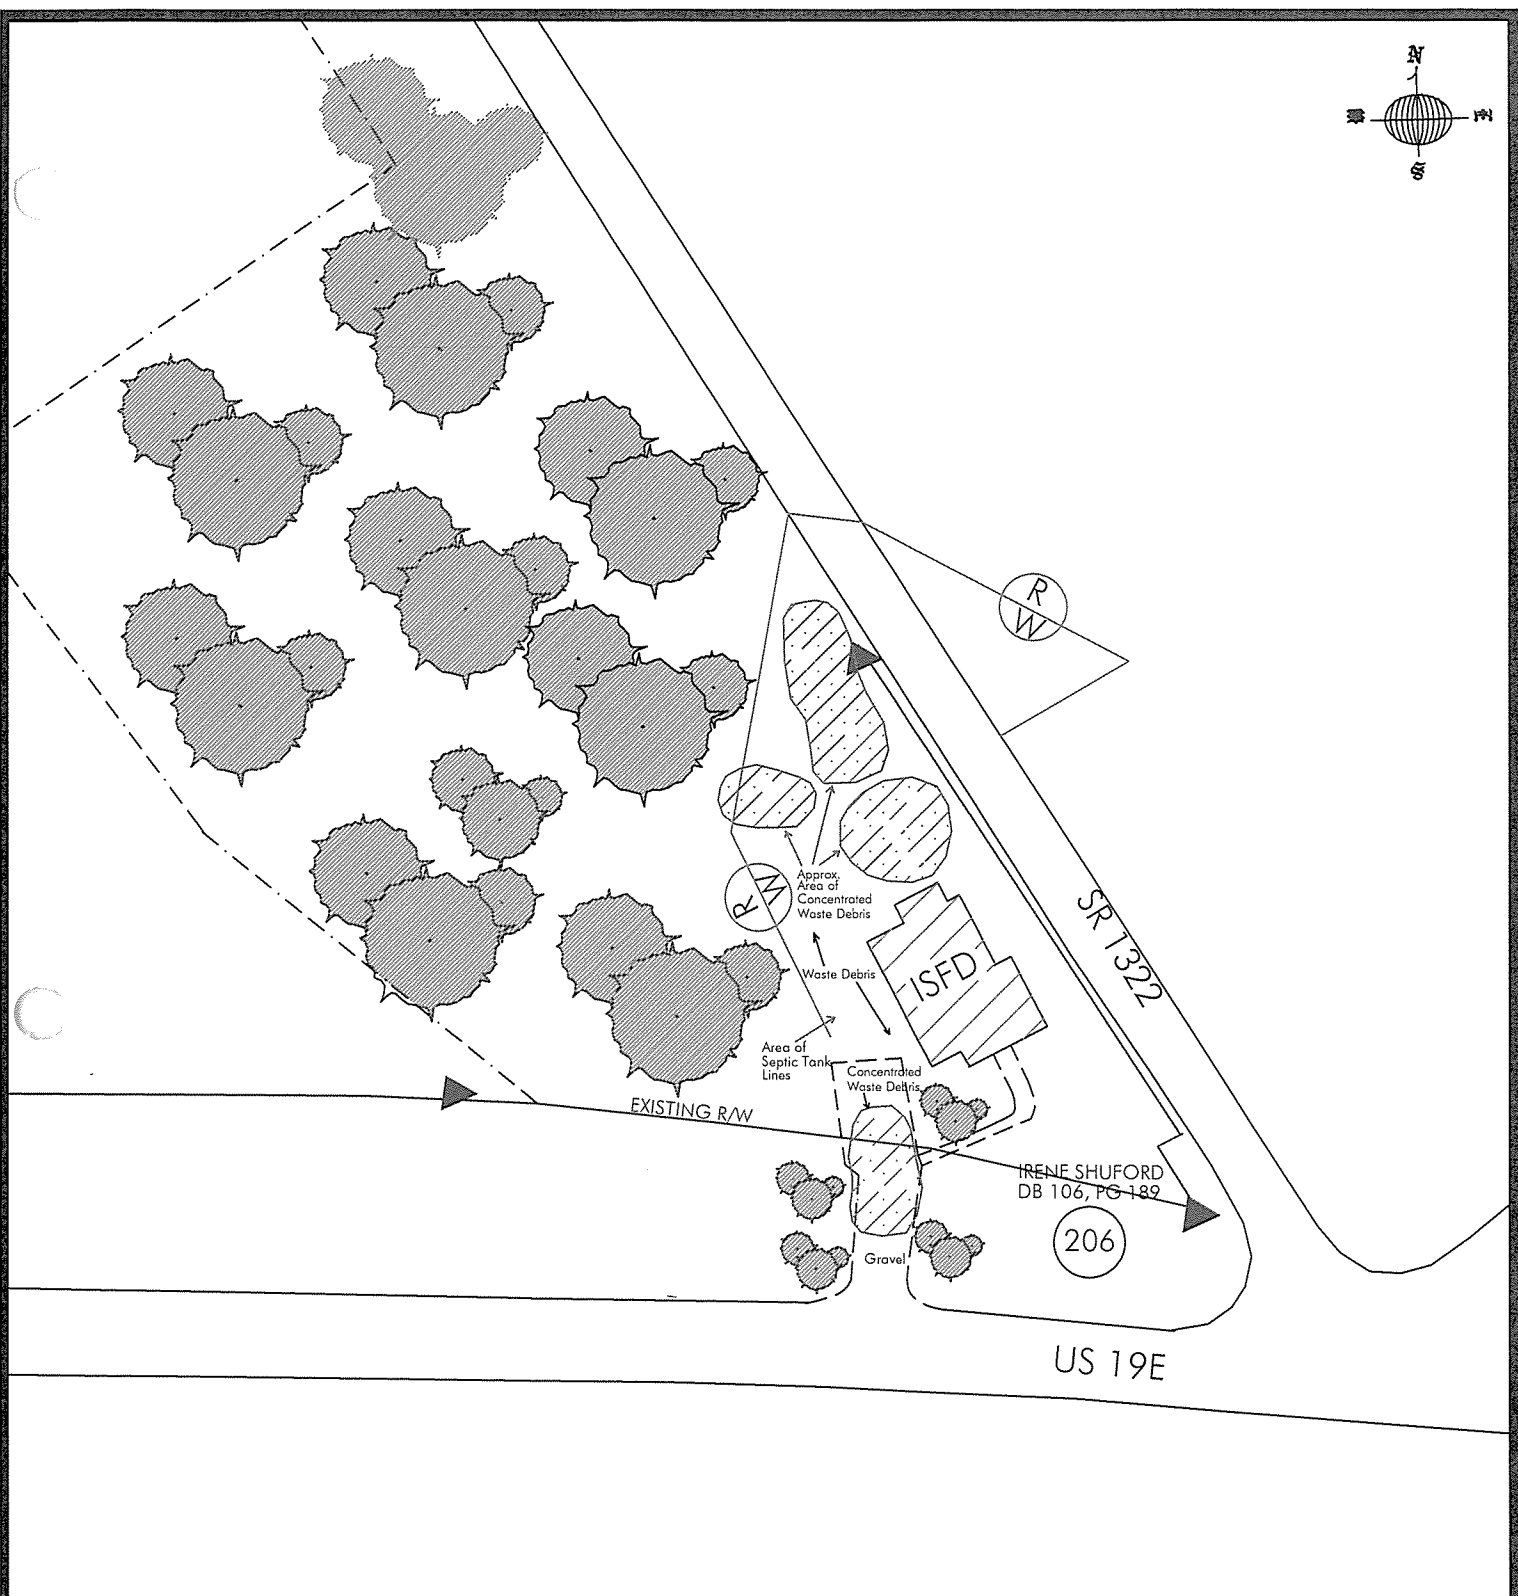 N
W E
S
R
W
Approx.
Area of
Concentrated
Waste Debris
R
W
SR 1322
ISFD
Waste Debris
Area of
Septic Tank
Lines
Concentrated
Waste Debris
EXISTING R/W
IRENE SHUFORD
DB 106, PG 189
206
Gravel
US 19E